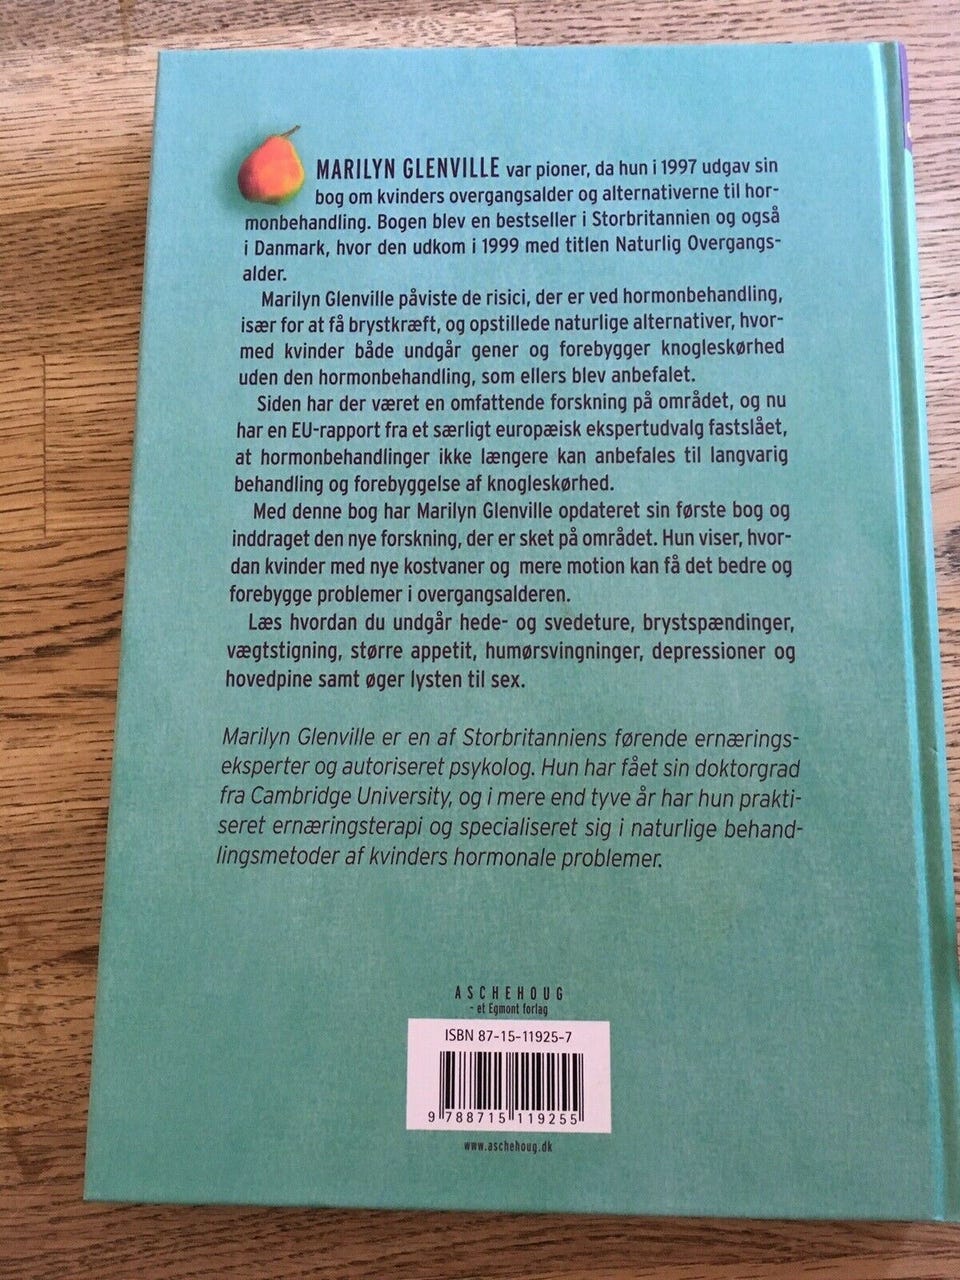 MARILYN GLENVILLE var pioner, da hun i 1997 udgav sin
bog om kvinders overgangsalder og alternativerne til hor-
monbehandling. Bogen blev en bestseller i Storbritannien og også
i Danmark, hvor den udkom i 1999 med titlen Naturlig Overgangs-
alder.
Marilyn Glenville påviste de risici, der er ved hormonbehandling,
især for at få brystkræft, og opstillede naturlige alternativer, hvor-
med kvinder både undgår gener og forebygger knogleskørhed
uden den hormonbehandling, som ellers blev anbefalet.
Siden har der været en omfattende forskning på området, og nu
har en EU-rapport fra et særligt europæisk ekspertudvalg fastslået,
at hormonbehandlinger ikke længere kan anbefales til langvarig
behandling og forebyggelse af knogleskørhed.
Med denne bog har Marilyn Glenville opdateret sin første bog og
inddraget den nye forskning, der er sket på området. Hun viser, hvor-
dan kvinder med nye kostvaner og mere motion kan få det bedre og
forebygge problemer i overgangsalderen.
Læs hvordan du undgår hede- og svedeture, brystspændinger,
vægtstigning, større appetit, humørsvingninger, depressioner og
hovedpine samt øger lysten til sex.
Marilyn Glenville er en af Storbritanniens førende ernærings-
eksperter og autoriseret psykolog. Hun har fået sin doktorgrad
fra Cambridge University, og i mere end tyve år har hun prakti-
seret ernæringsterapi og specialiseret sig i naturlige behand-
lingsmetoder af kvinders hormonale problemer.
ASCHEHOUG
- et Egmont forlag
ISBN 87-15-11925-7
9 788715 119255
www.aschehoug.dk